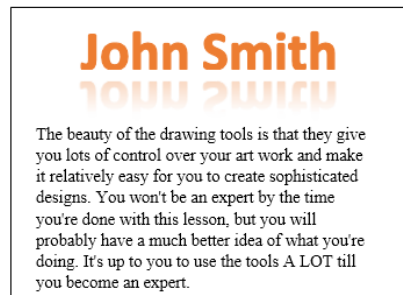 John Smith
The beauty of the drawing tools is that they give
you lots of control over your art work and make
it relatively easy for you to create sophisticated
designs. You won't be an expert by the time
you're done with this lesson, but you will
probably have a much better idea of what you're
doing. It's up to you to use the tools A LOT till
you become an expert.